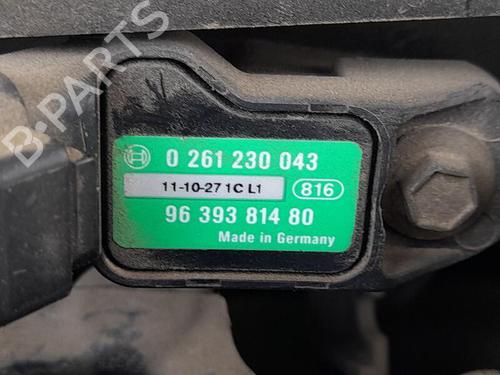 B-PARTS
0 261 230 043
11-10-27 1C L1 816
96 393 814 80
Made in Germany